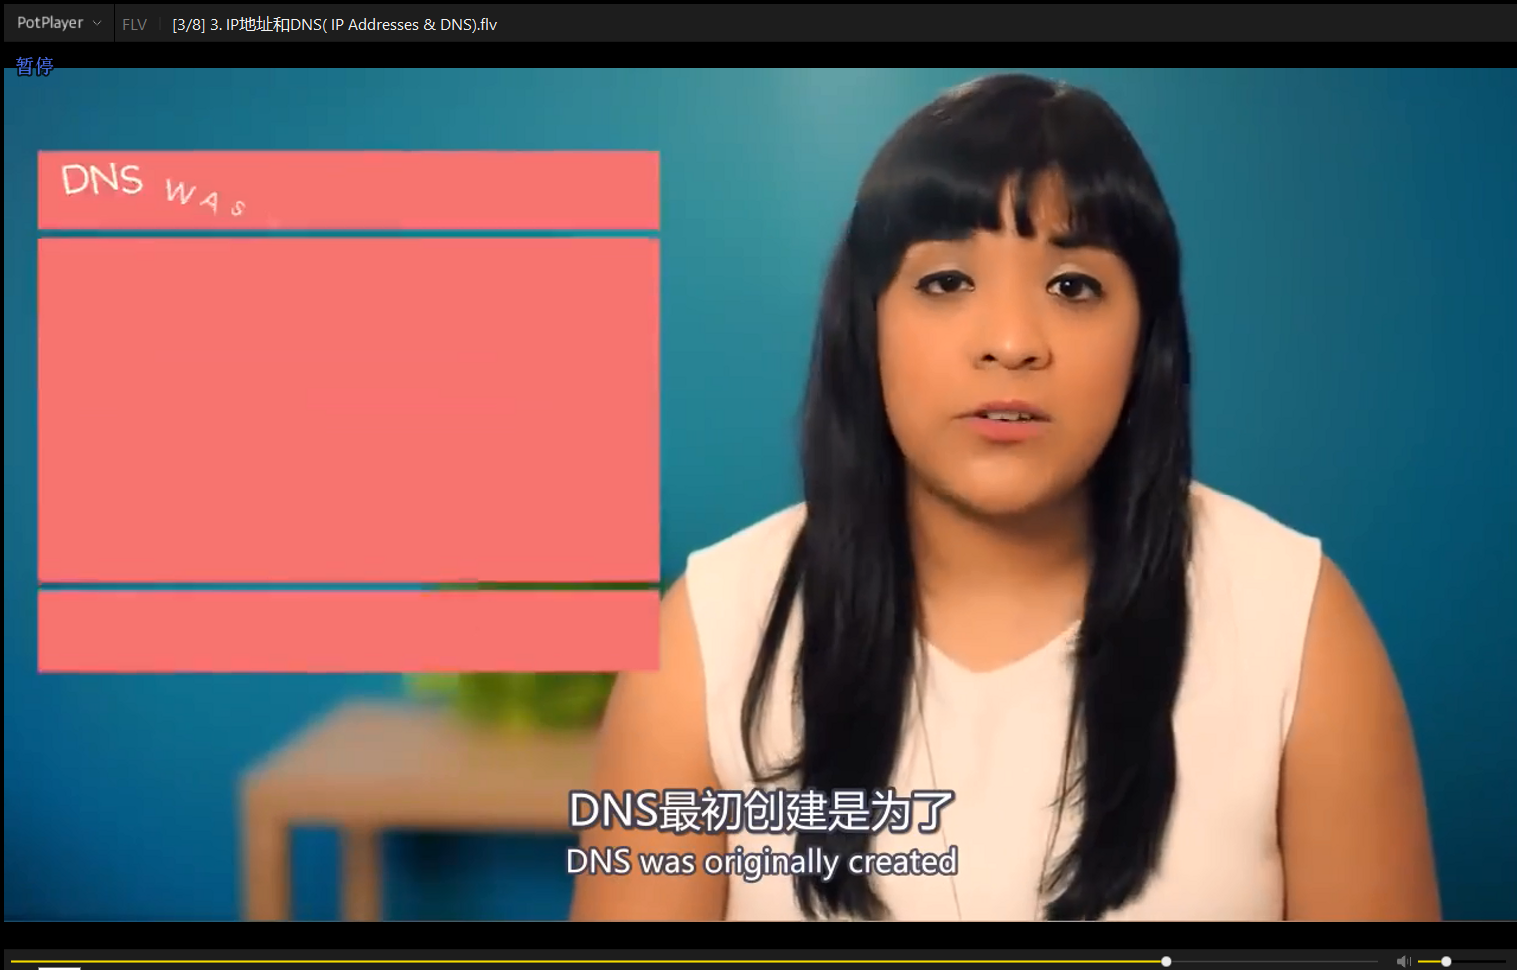 PotPlayer FLV [3/8] 3. IP地址和DNS( IP Addresses & DNS).flv
暂停
DNS WAS
DNS最初创建是为了
DNS was originally created